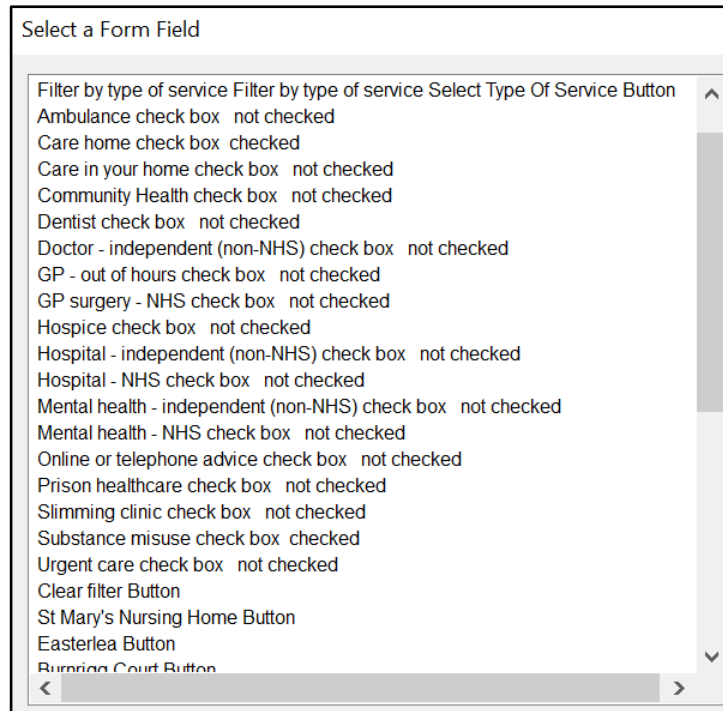 Select a Form Field
Filter by type of service Filter by type of service Select Type Of Service Button
Ambulance check box   not checked
Care home check box  checked
Care in your home check box   not checked
Community Health check box   not checked
Dentist check box   not checked
Doctor - independent (non-NHS) check box   not checked
GP - out of hours check box   not checked
GP surgery - NHS check box   not checked
Hospice check box   not checked
Hospital - independent (non-NHS) check box   not checked
Hospital - NHS check box   not checked
Mental health - independent (non-NHS) check box   not checked
Mental health - NHS check box   not checked
Online or telephone advice check box   not checked
Prison healthcare check box   not checked
Slimming clinic check box   not checked
Substance misuse check box  checked
Urgent care check box   not checked
Clear filter Button
St Mary's Nursing Home Button
Easterlea Button
Burnrigg Court Button